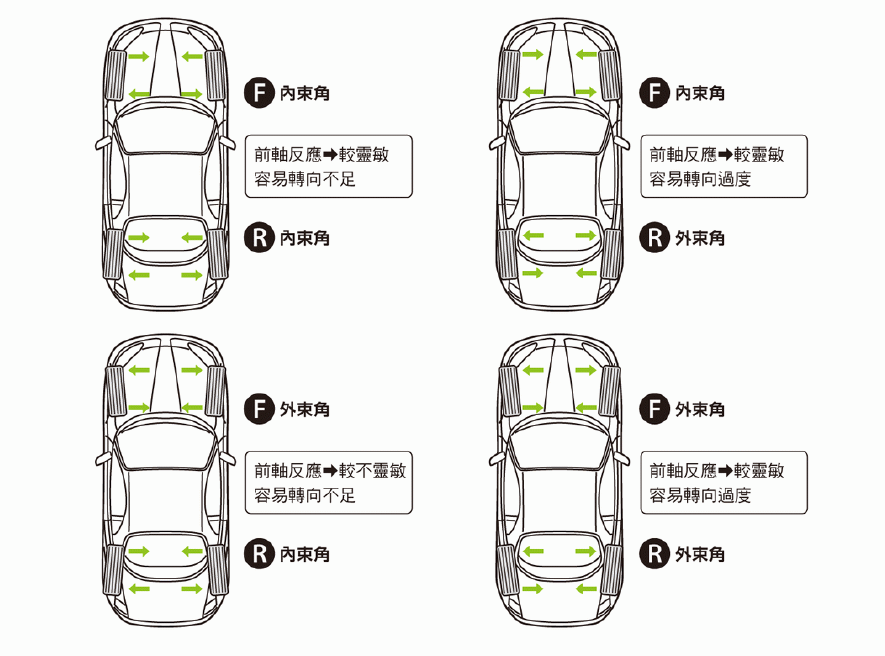 F 內束角
前軸反應➡較靈敏
容易轉向不足
R 內束角
F 內束角
前軸反應➡較靈敏
容易轉向過度
R 外束角
F 外束角
前軸反應➡較不靈敏
容易轉向不足
R 內束角
F 外束角
前軸反應➡較靈敏
容易轉向過度
R 外束角